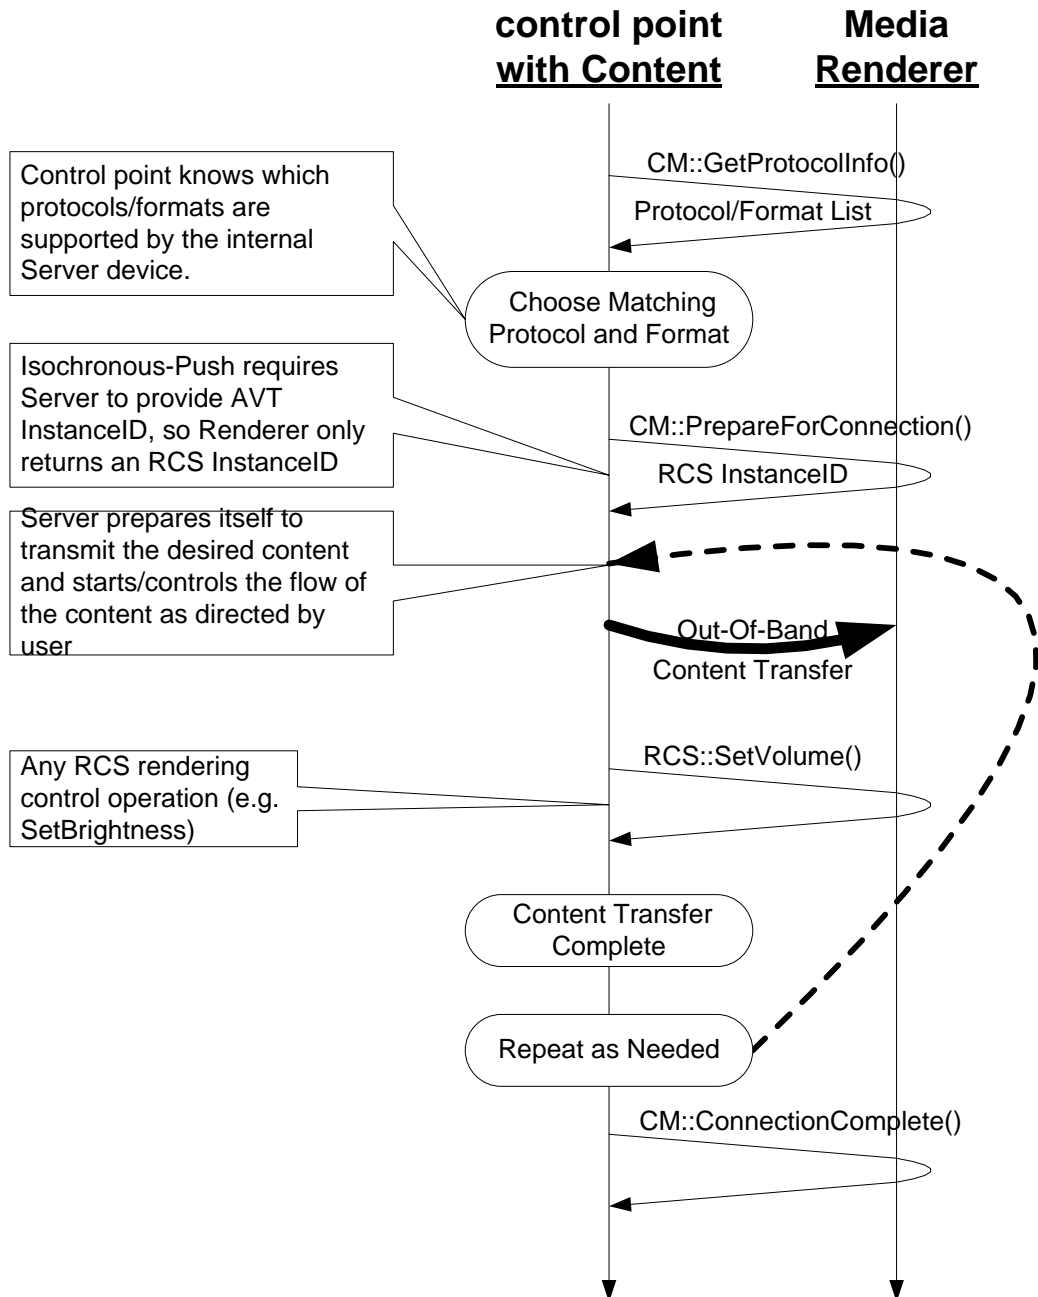 control point
with Content
Media
Renderer
CM::GetProtocolInfo()
Protocol/Format List
Control point knows which
protocols/formats are
supported by the internal
Server device.
Choose Matching
Protocol and Format
Isochronous-Push requires
Server to provide AVT
InstanceID, so Renderer only
returns an RCS InstanceID
CM::PrepareForConnection()
RCS InstanceID
Server prepares itself to
transmit the desired content
and starts/controls the flow of
the content as directed by
user
Out-Of-Band
Content Transfer
RCS::SetVolume()
Any RCS rendering
control operation (e.g.
SetBrightness)
Content Transfer
Complete
Repeat as Needed
CM::ConnectionComplete()